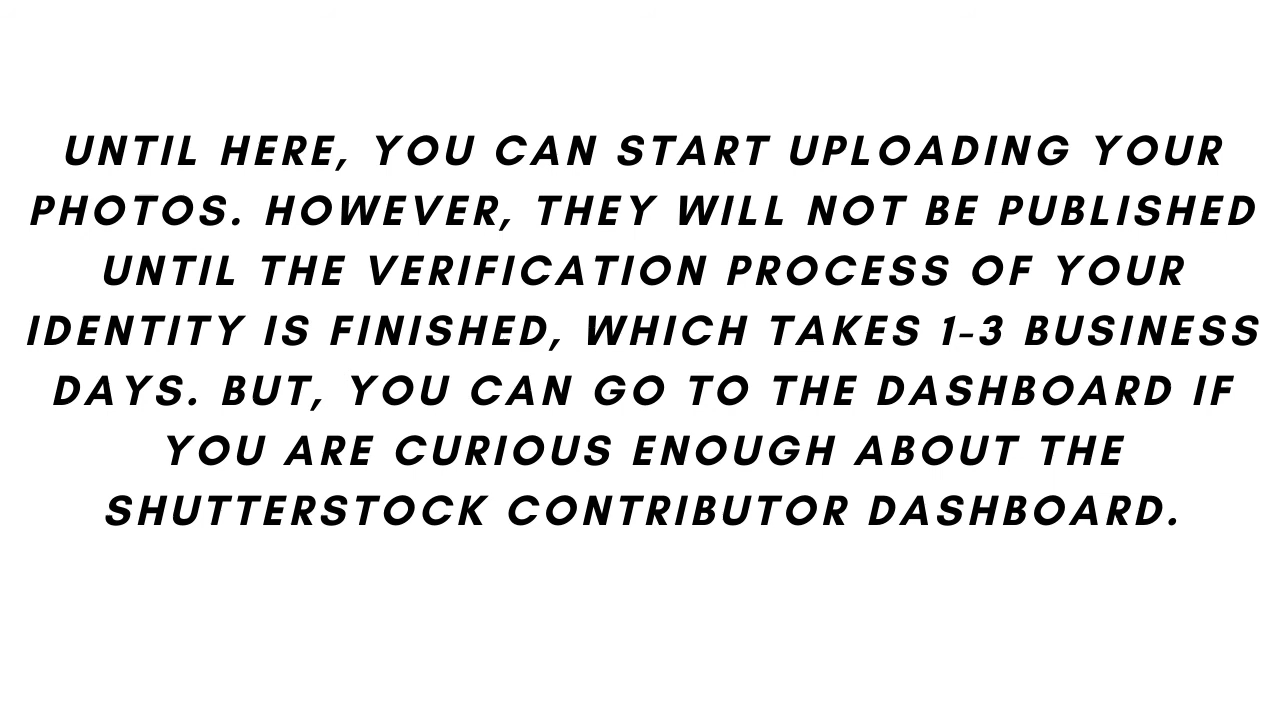 UNTIL HERE, YOU CAN START UPLOADING YOUR
PHOTOS. HOWEVER, THEY WILL NOT BE PUBLISHED
UNTIL THE VERIFICATION PROCESS OF YOUR
IDENTITY IS FINISHED, WHICH TAKES 1-3 BUSINESS
DAYS. BUT, YOU CAN GO TO THE DASHBOARD IF
YOU ARE CURIOUS ENOUGH ABOUT THE
SHUTTERSTOCK CONTRIBUTOR DASHBOARD.